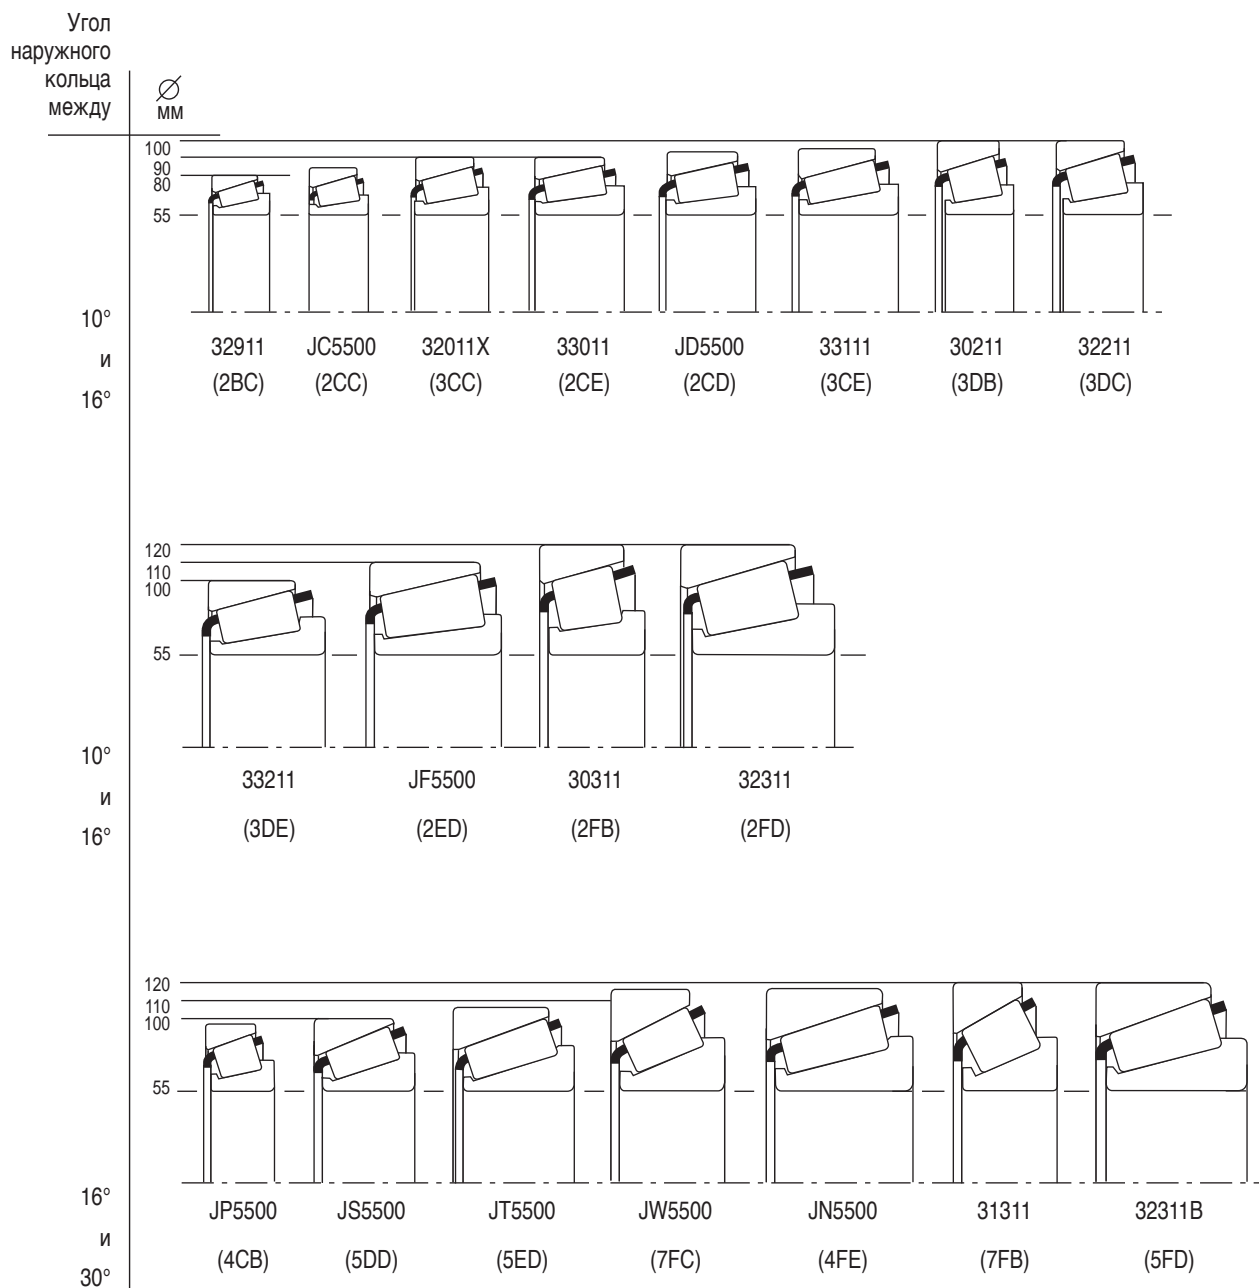 Угол
наружного
кольца
между
⌀
мм
100
90
80
55
10°
и
16°
32911 JC5500 32011X 33011 JD5500 33111 30211 32211
(2BC) (2CC) (3CC) (2CE) (2CD) (3CE) (3DB) (3DC)
120
110
100
55
10°
и
16°
33211 JF5500 30311 32311
(3DE) (2ED) (2FB) (2FD)
120
110
100
55
16°
и
30°
JP5500 JS5500 JT5500 JW5500 JN5500 31311 32311B
(4CB) (5DD) (5ED) (7FC) (4FE) (7FB) (5FD)